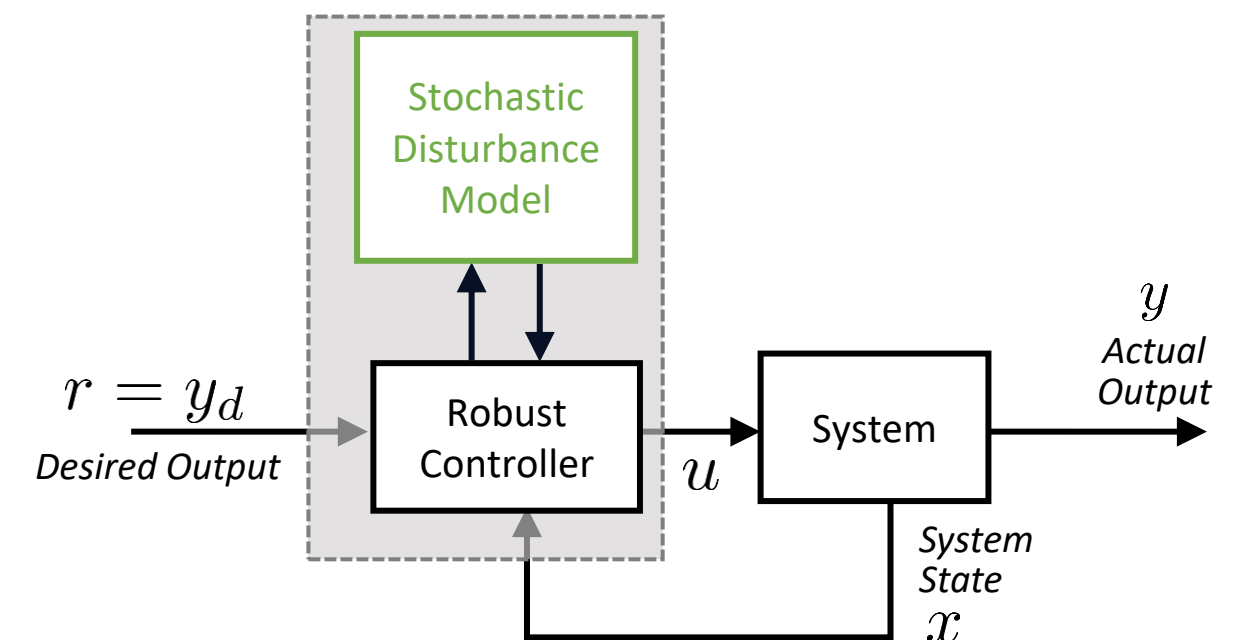 Stochastic
Disturbance
Model
r = y_d
Desired Output
Robust
Controller
u
System
y
Actual
Output
System
State
x